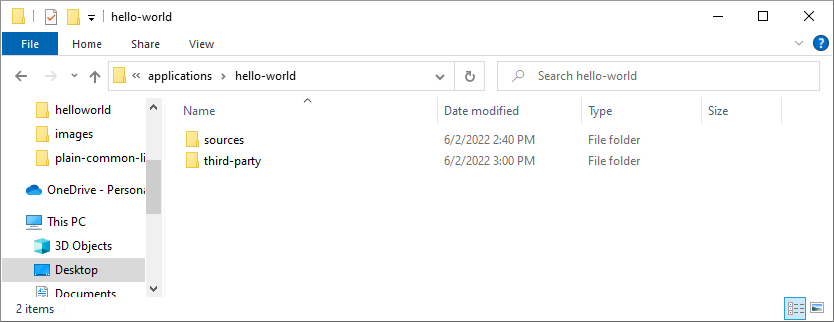 hello-world
File Home Share View
applications hello-world Search hello-world
Name Date modified Type Size
helloworld
images
plain-common-li
OneDrive - Persona
This PC
3D Objects
Desktop
Documents
sources 6/2/2022 2:40 PM File folder
third-party 6/2/2022 3:00 PM File folder
2 items